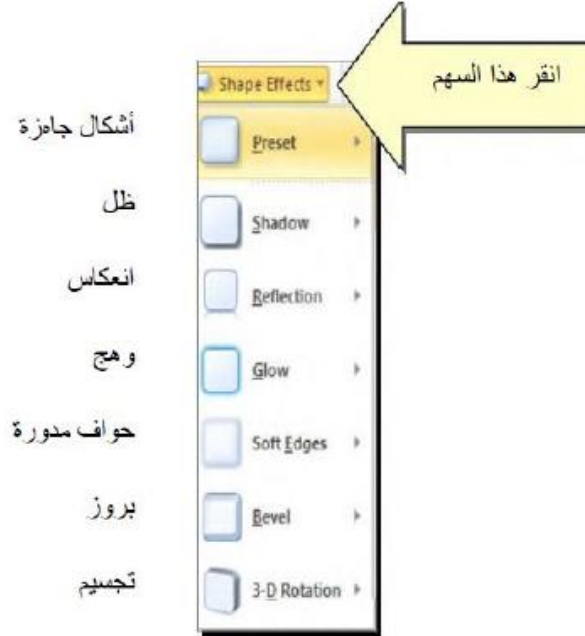 انقر هذا السهم
Shape Effects
أشكال جاهزة
Preset
ظل
Shadow
انعكاس
Reflection
وهج
Glow
حواف مدورة
Soft Edges
بروز
Bevel
تجسيم
3-D Rotation